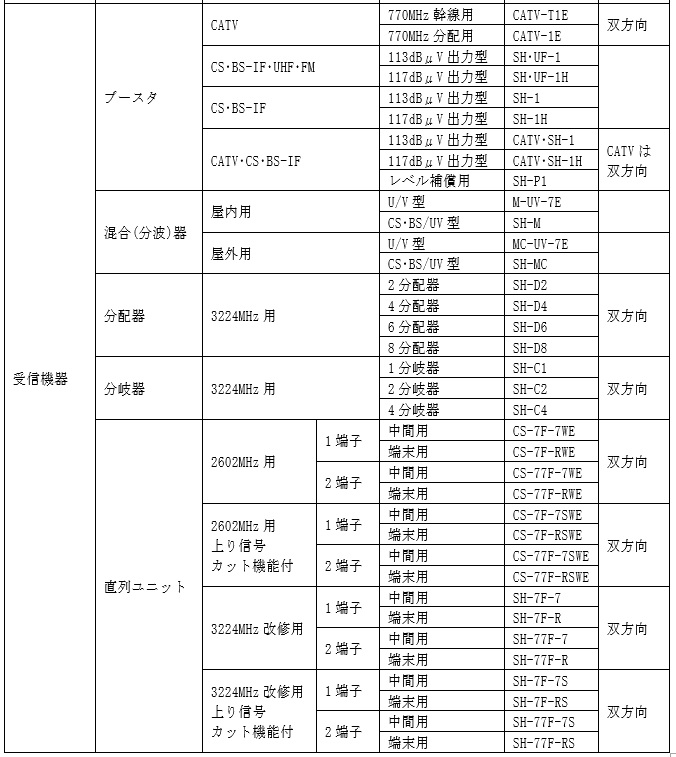 受信機器
ブースタ
CATV
770MHz 幹線用 CATV-T1E
双方向
770MHz 分配用 CATV-1E
CS･BS-IF･UHF･FM
113dBμV 出力型 SH･UF-1
117dBμV 出力型 SH･UF-1H
CS･BS-IF
113dBμV 出力型 SH-1
117dBμV 出力型 SH-1H
CATV･CS･BS-IF
113dBμV 出力型 CATV･SH-1
117dBμV 出力型 CATV･SH-1H
レベル補償用 SH-P1
CATV は
双方向
混合(分波)器
屋内用
U/V 型 M-UV-7E
CS･BS/UV 型 SH-M
屋外用
U/V 型 MC-UV-7E
CS･BS/UV 型 SH-MC
分配器
3224MHz 用
2 分配器 SH-D2
4 分配器 SH-D4
6 分配器 SH-D6
8 分配器 SH-D8
双方向
分岐器
3224MHz 用
1 分岐器 SH-C1
2 分岐器 SH-C2
4 分岐器 SH-C4
双方向
直列ユニット
2602MHz 用
1 端子
中間用 CS-7F-7WE
端末用 CS-7F-RWE
2 端子
中間用 CS-77F-7WE
端末用 CS-77F-RWE
双方向
2602MHz 用
上り信号
カット機能付
1 端子
中間用 CS-7F-7SWE
端末用 CS-7F-RSWE
2 端子
中間用 CS-77F-7SWE
端末用 CS-77F-RSWE
双方向
3224MHz 改修用
1 端子
中間用 SH-7F-7
端末用 SH-7F-R
2 端子
中間用 SH-77F-7
端末用 SH-77F-R
双方向
3224MHz 改修用
上り信号
カット機能付
1 端子
中間用 SH-7F-7S
端末用 SH-7F-RS
2 端子
中間用 SH-77F-7S
端末用 SH-77F-RS
双方向